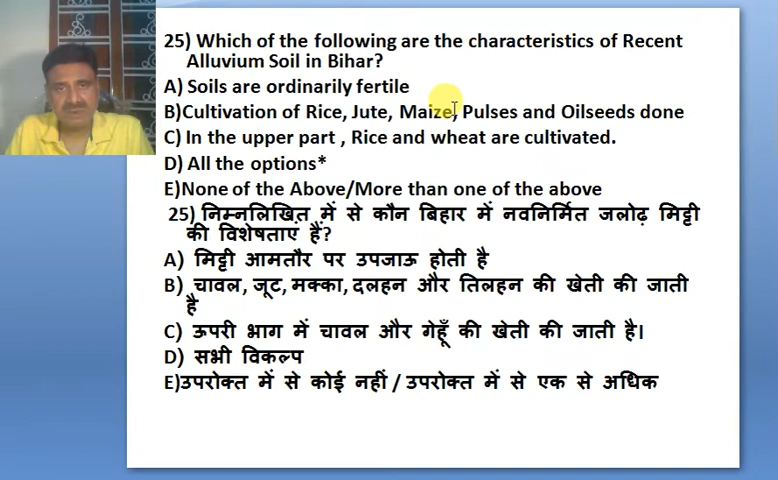 25) Which of the following are the characteristics of Recent
Alluvium Soil in Bihar?
A) Soils are ordinarily fertile
B)Cultivation of Rice, Jute, Maize, Pulses and Oilseeds done
C) In the upper part , Rice and wheat are cultivated.
D) All the options*
E)None of the Above/More than one of the above
25) निम्नलिखित में से कौन बिहार में नवनिर्मित जलोढ़ मिट्टी
की विशेषताएं हैं?
A) मिट्टी आमतौर पर उपजाऊ होती है
B) चावल, जूट, मक्का, दलहन और तिलहन की खेती की जाती
है
C) ऊपरी भाग में चावल और गेहूँ की खेती की जाती है।
D) सभी विकल्प
E)उपरोक्त में से कोई नहीं / उपरोक्त में से एक से अधिक